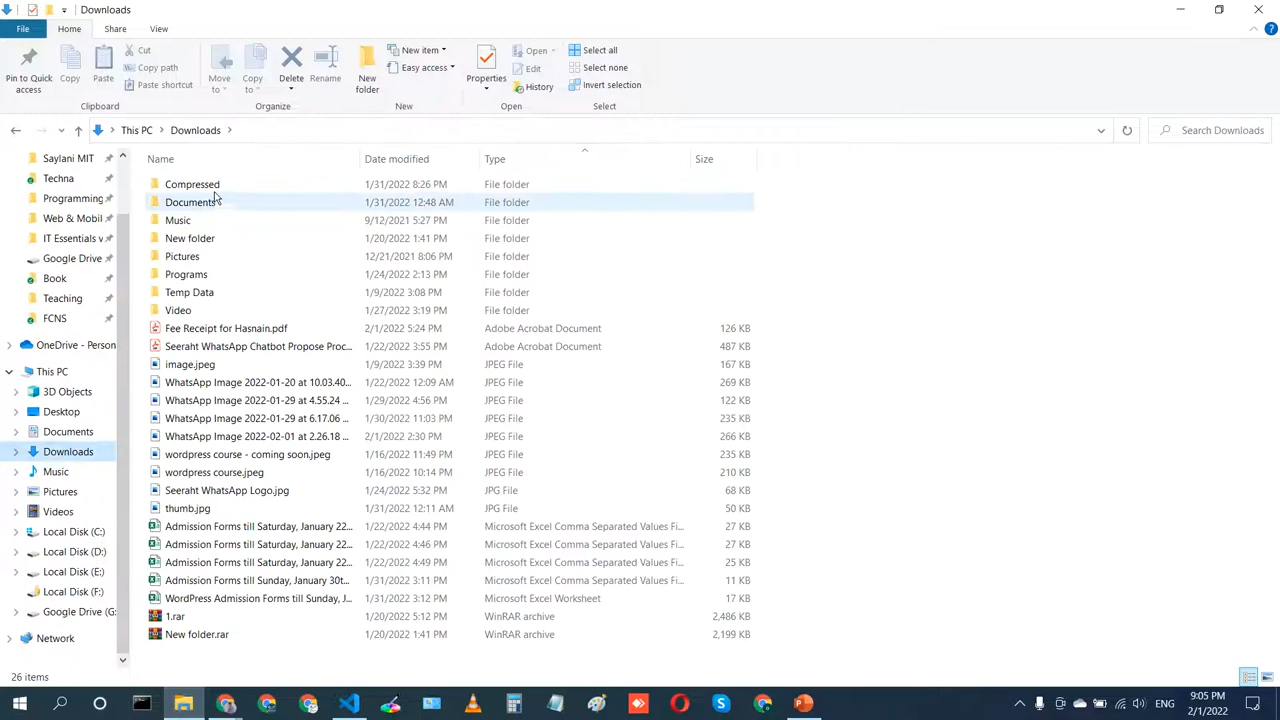 Downloads
File Home Share View
Pin to Quick access
Copy
Paste
Cut
Copy path
Paste shortcut
Clipboard
Move to
Copy to
Delete
Rename
Organize
New folder
New item
Easy access
New
Properties
Open
Edit
History
Open
Select all
Select none
Invert selection
Select
This PC > Downloads >
Search Downloads
Saylani MIT
Techna
Programming
Web & Mobil
IT Essentials v
Google Drive
Book
Teaching
FCNS
OneDrive - Person
This PC
3D Objects
Desktop
Documents
Downloads
Music
Pictures
Videos
Local Disk (C:)
Local Disk (D:)
Local Disk (E:)
Local Disk (F:)
Google Drive (G:
Network
Name Date modified Type Size
Compressed 1/31/2022 8:26 PM File folder
Documents 1/31/2022 12:48 AM File folder
Music 9/12/2021 5:27 PM File folder
New folder 1/20/2022 1:41 PM File folder
Pictures 12/21/2021 8:06 PM File folder
Programs 1/24/2022 2:13 PM File folder
Temp Data 1/9/2022 3:08 PM File folder
Video 1/27/2022 3:19 PM File folder
Fee Receipt for Hasnain.pdf 2/1/2022 5:24 PM Adobe Acrobat Document 126 KB
Seeraht WhatsApp Chatbot Propose Proc... 1/22/2022 3:55 PM Adobe Acrobat Document 487 KB
image.jpeg 1/9/2022 3:39 PM JPEG File 167 KB
WhatsApp Image 2022-01-20 at 10.03.40... 1/22/2022 12:09 AM JPEG File 269 KB
WhatsApp Image 2022-01-29 at 4.55.24 ... 1/29/2022 4:56 PM JPEG File 122 KB
WhatsApp Image 2022-01-29 at 6.17.06 ... 1/30/2022 11:03 PM JPEG File 235 KB
WhatsApp Image 2022-02-01 at 2.26.18 ... 2/1/2022 2:30 PM JPEG File 266 KB
wordpress course - coming soon.jpeg 1/16/2022 11:49 PM JPEG File 235 KB
wordpress course.jpeg 1/16/2022 10:14 PM JPEG File 210 KB
Seeraht WhatsApp Logo.jpg 1/24/2022 5:32 PM JPG File 68 KB
thumb.jpg 1/31/2022 12:11 AM JPG File 50 KB
Admission Forms till Saturday, January 22... 1/22/2022 4:44 PM Microsoft Excel Comma Separated Values Fi... 27 KB
Admission Forms till Saturday, January 22... 1/22/2022 4:46 PM Microsoft Excel Comma Separated Values Fi... 27 KB
Admission Forms till Saturday, January 22... 1/22/2022 4:49 PM Microsoft Excel Comma Separated Values Fi... 25 KB
Admission Forms till Sunday, January 30t... 1/31/2022 3:11 PM Microsoft Excel Comma Separated Values Fi... 11 KB
WordPress Admission Forms till Sunday, J... 1/31/2022 3:12 PM Microsoft Excel Worksheet 17 KB
1.rar 1/20/2022 5:12 PM WinRAR archive 2,486 KB
New folder.rar 1/20/2022 1:41 PM WinRAR archive 2,199 KB
26 items
ENG
9:05 PM
2/1/2022